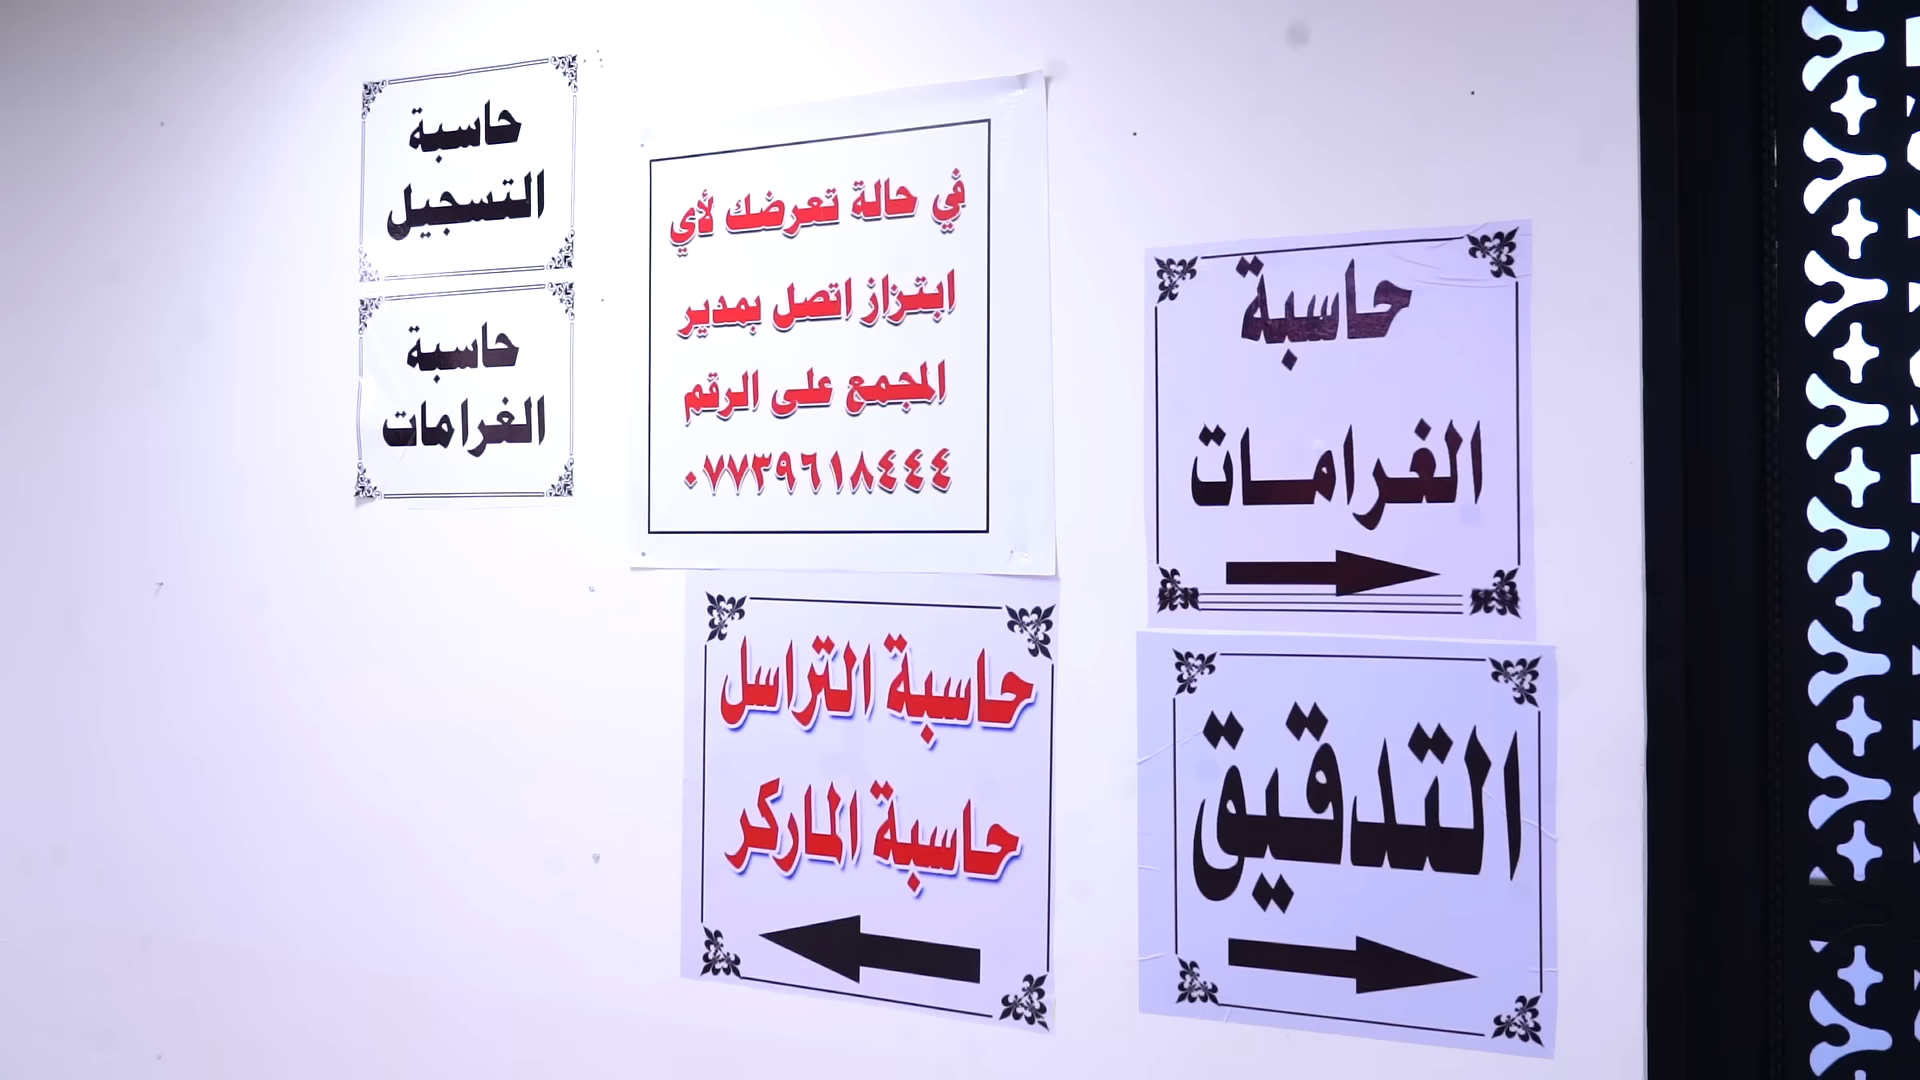 حاسبة
التسجيل
حاسبة
الغرامات
في حالة تعرضك لأي
ابتزاز اتصل بمدير
المجمع على الرقم
٠٧٧٣٩٦١٨٤٤٤
حاسبة
الغرامات
حاسبة التراسل
حاسبة الماركر
التدقيق